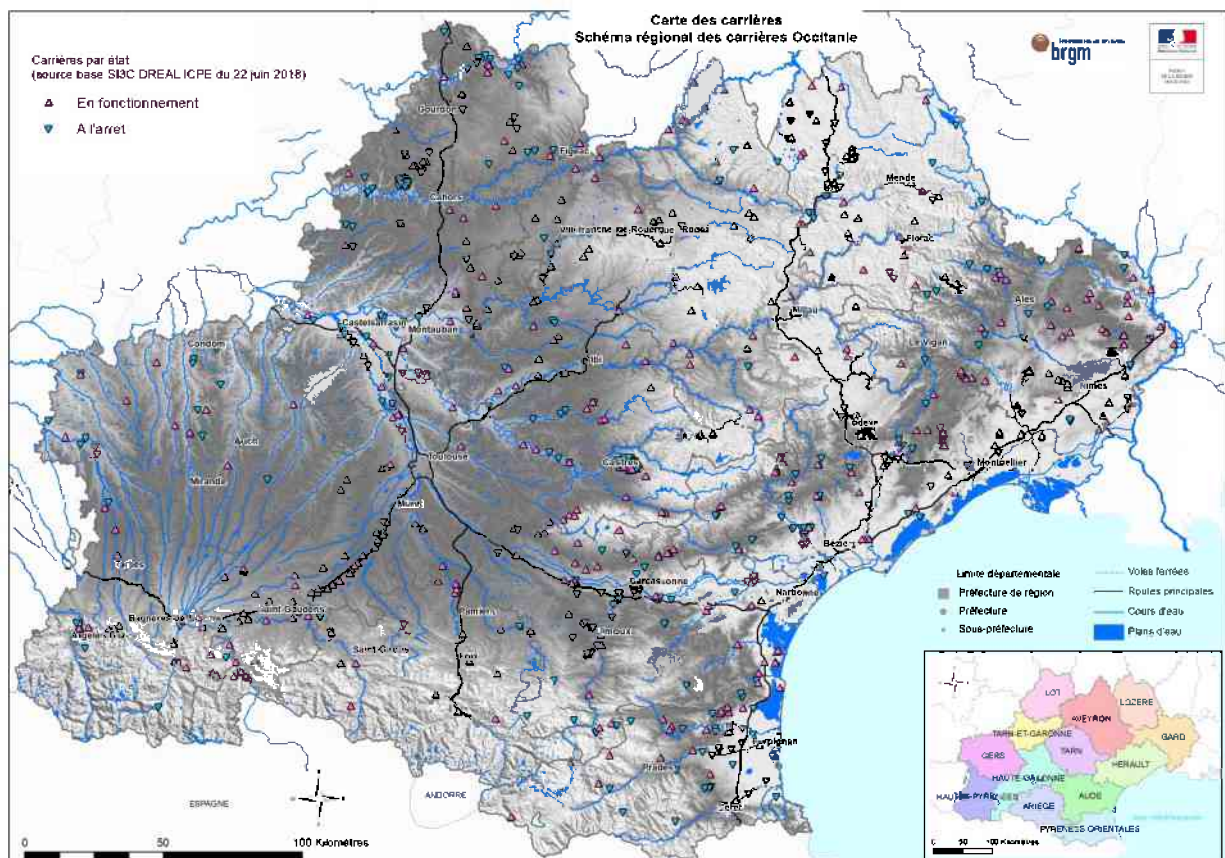 Carte des carrières
Schéma régional des carrières Occitanie
brgm
Carrières par état
(source base SI3C DREAL ICPE du 22 juin 2018)
En fonctionnement
A l'arret
Gourdon
Figeac
Cahors
Mende
Villefranche-de-Rouergue
Rodez
Florac
Alès
Castelsarrasin
Montauban
Millau
Condom
Le Vigan
Albi
Nîmes
Auch
Lodève
Castres
Toulouse
Montpellier
Mirande
Muret
Béziers
Tarbes
Carcassonne
Narbonne
Bagnères-de-Bigorre
Saint-Gaudens
Pamiers
Limoux
Saint-Girons
Foix
Perpignan
Prades
Céret
ESPAGNE
ANDORRE
Limite départementale
Préfecture de région
Préfecture
Sous-préfecture
Voies ferrées
Routes principales
Cours d'eau
Plans d'eau
0 50 100 Kilomètres
LOT
LOZERE
AVEYRON
TARN-ET-GARONNE
GARD
GERS
TARN
HERAULT
HAUTE-GARONNE
AUDE
ARIEGE
PYRENEES ORIENTALES
0 50 100 Kilomètres